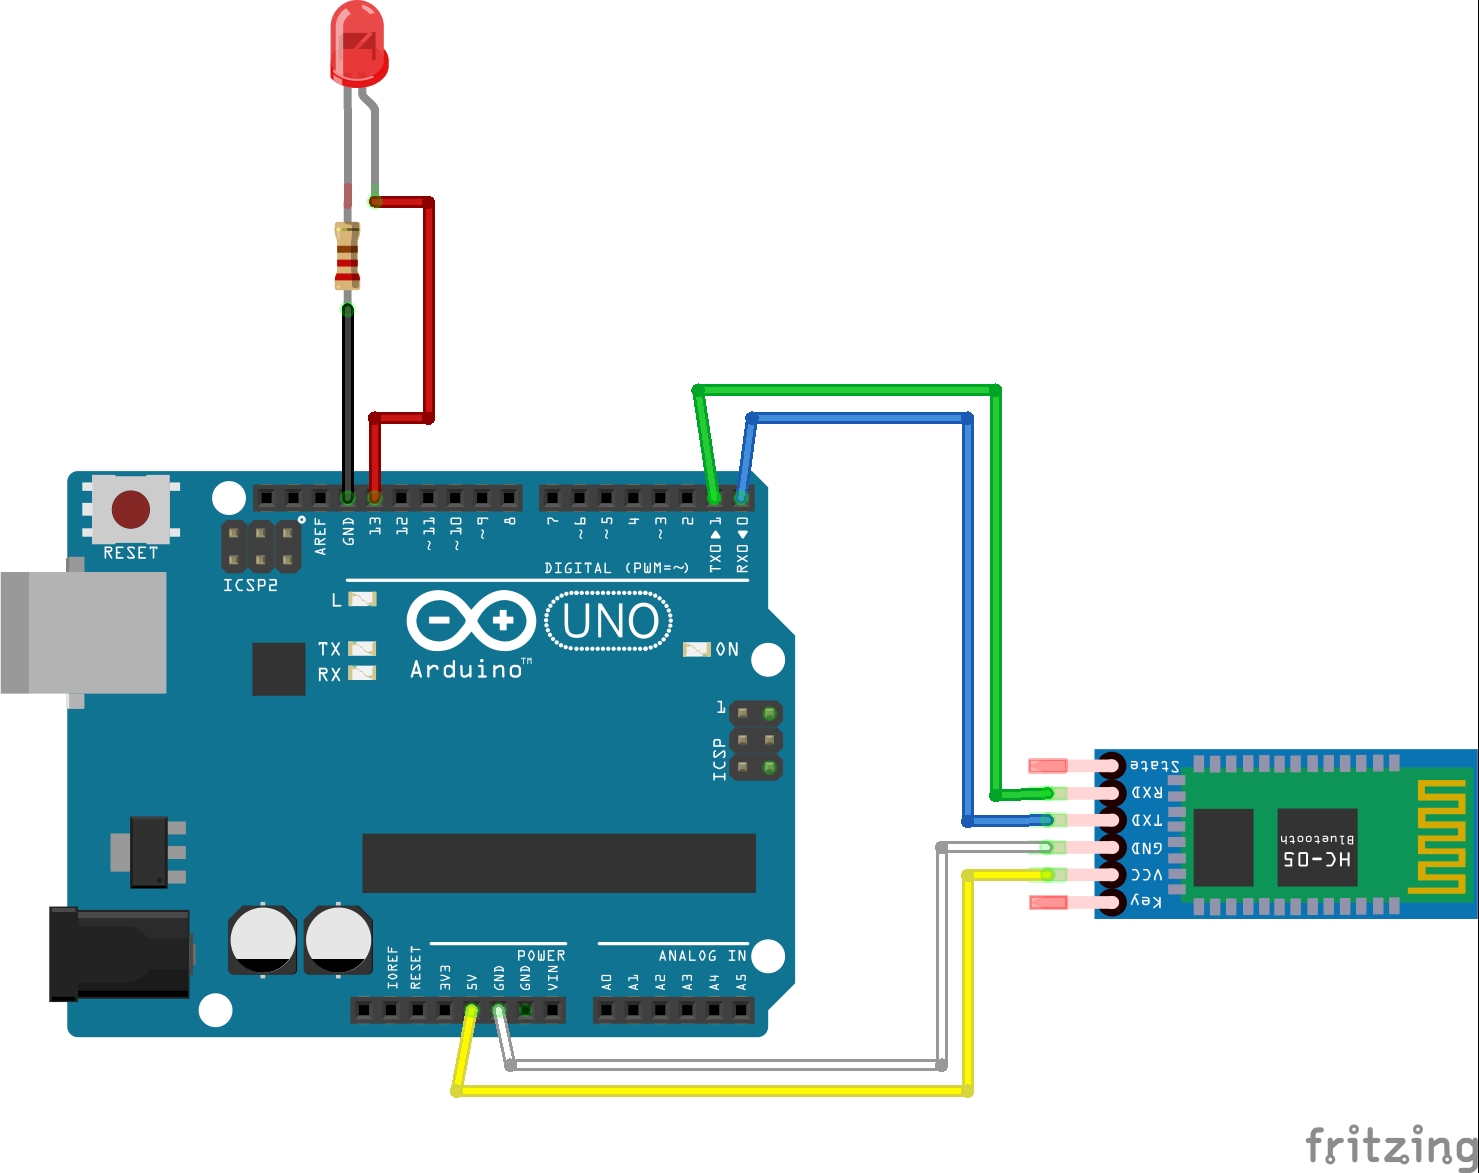 RESET
ICSP2
AREF
GND
13
12
~11
~10
~9
8
7
~6
~5
4
~3
2
TX0▶1
RX0◀0
DIGITAL (PWM=~)
L
TX
RX
UNO
Arduino™
ON
1
ICSP
State
RXD
TXD
GND
VCC
Key
HC-05
Bluetooth
IOREF
RESET
3V3
5V
GND
GND
VIN
POWER
ANALOG IN
A0
A1
A2
A3
A4
A5
fritzing